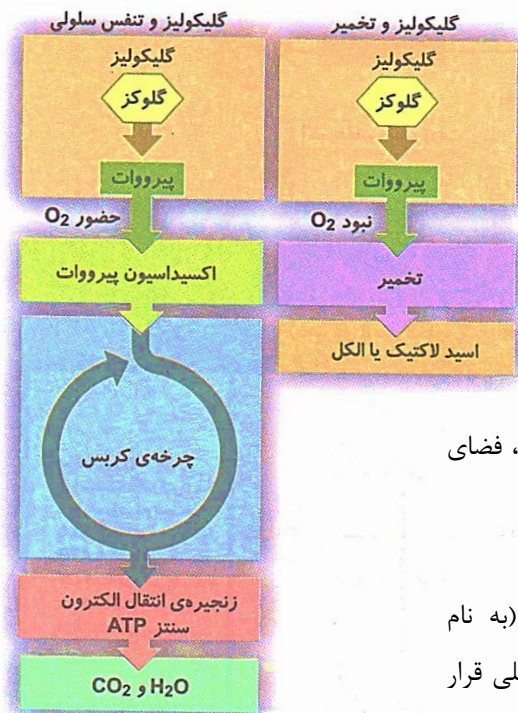 گلیکولیز و تخمیر
گلیکولیز
گلوکز
پیرووات
نبود O2
تخمیر
اسید لاکتیک یا الکل
گلیکولیز و تنفس سلولی
گلیکولیز
گلوکز
پیرووات
حضور O2
اکسیداسیون پیرووات
چرخه‌ی کربس
زنجیره‌ی انتقال الکترون
سنتز ATP
H2O و CO2
، فضای
(به نام
لی قرار